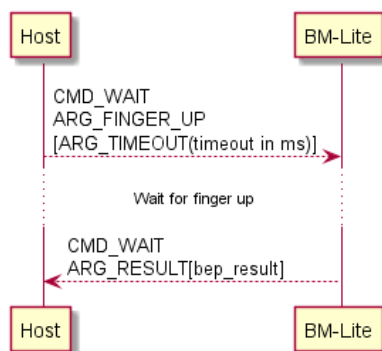 Host BM-Lite
CMD_WAIT
ARG_FINGER_UP
[ARG_TIMEOUT(timeout in ms)]
Wait for finger up
CMD_WAIT
ARG_RESULT[bep_result]
Host BM-Lite